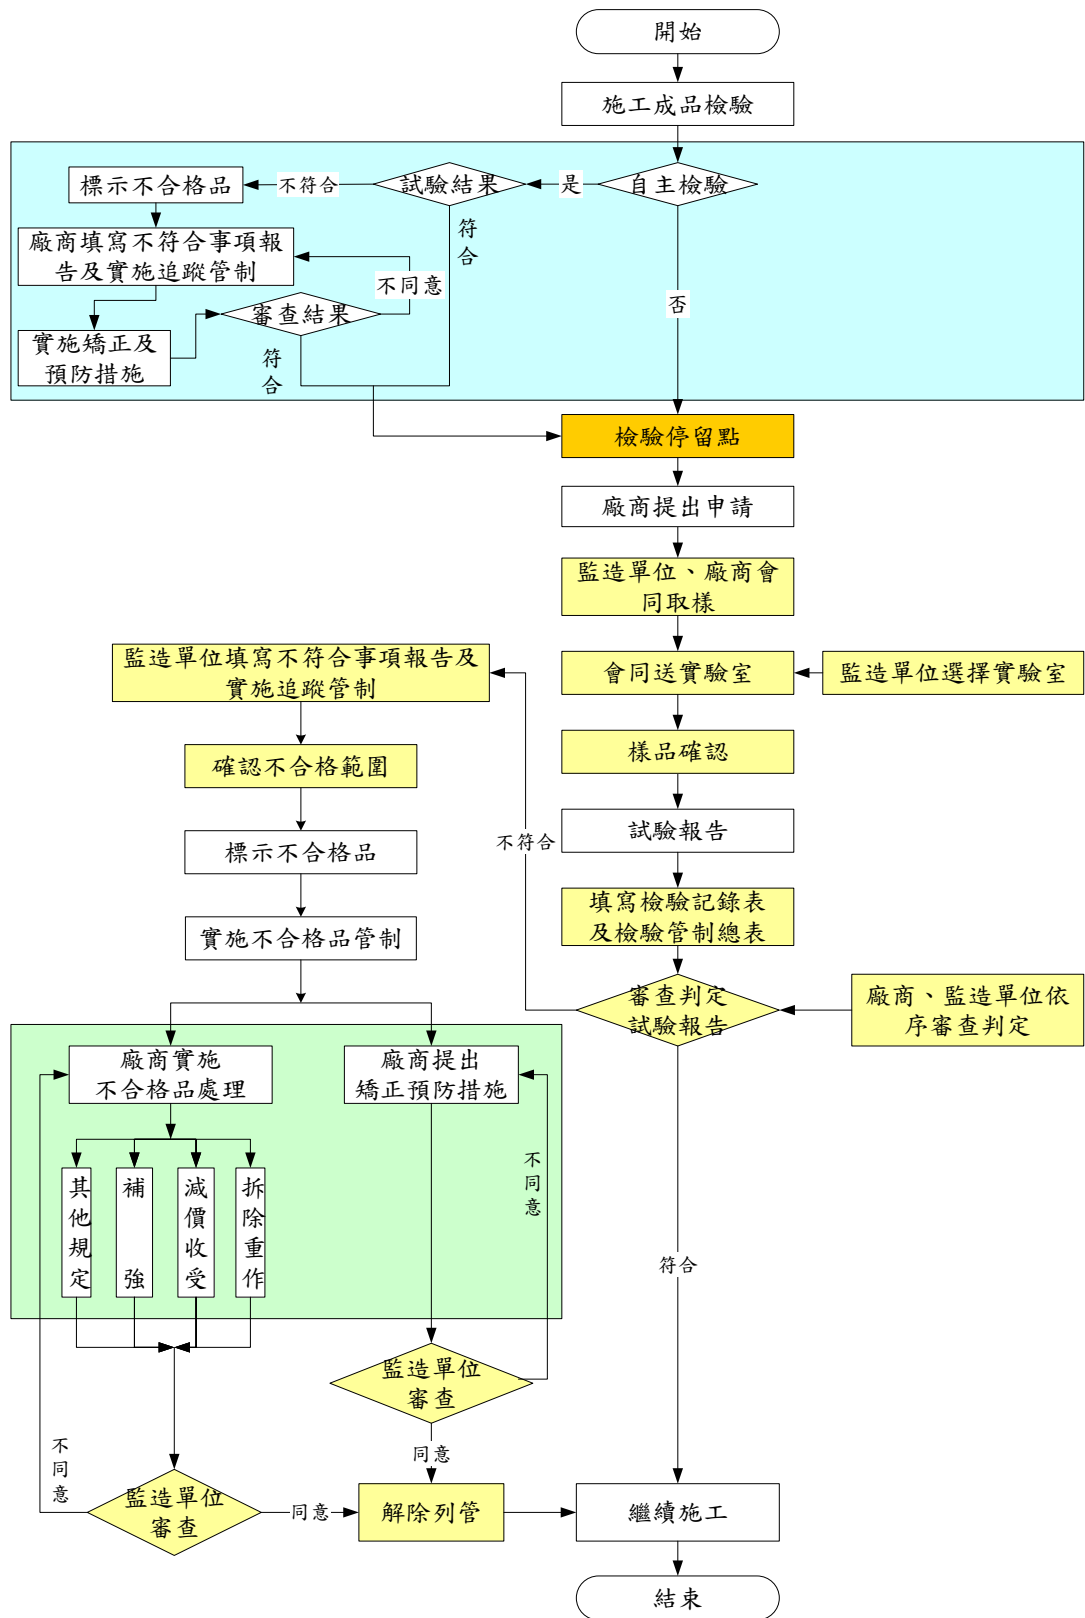 開始
施工成品檢驗
自主檢驗
是
試驗結果
不符合
標示不合格品
符
合
廠商填寫不符合事項報
告及實施追蹤管制
不同意
否
審查結果
實施矯正及
預防措施
符
合
檢驗停留點
廠商提出申請
監造單位、廠商會
同取樣
監造單位填寫不符合事項報告及
實施追蹤管制
會同送實驗室
監造單位選擇實驗室
確認不合格範圍
樣品確認
標示不合格品
不符合
試驗報告
實施不合格品管制
填寫檢驗記錄表
及檢驗管制總表
審查判定
試驗報告
廠商、監造單位依
序審查判定
廠商實施
不合格品處理
廠商提出
矯正預防措施
不
同
意
其
他
規
定
補
強
減
價
收
受
拆
除
重
作
符合
監造單位
審查
同意
不
同
意
監造單位
審查
同意
解除列管
繼續施工
結束